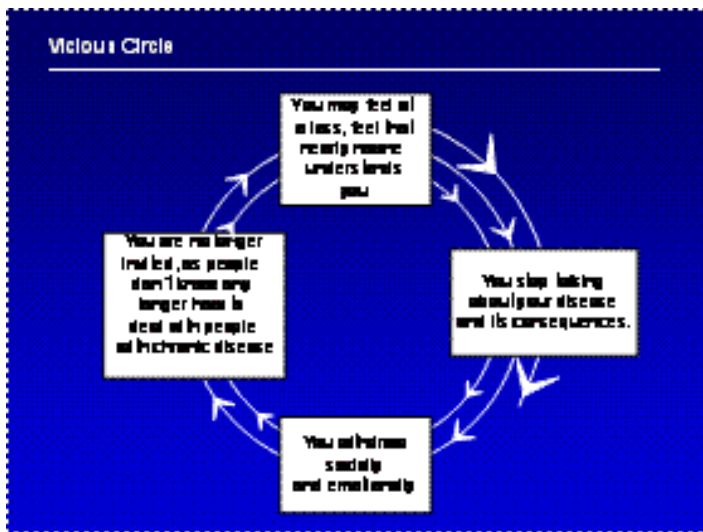 Vicious Circle
You may feel at
a loss, feel that
nearly noone
understands
you
You stop talking
about your disease
and its consequences.
You withdraw
socially
and emotionally
You are no longer
invited, as people
don't know any
longer how to
deal with people
with chronic disease